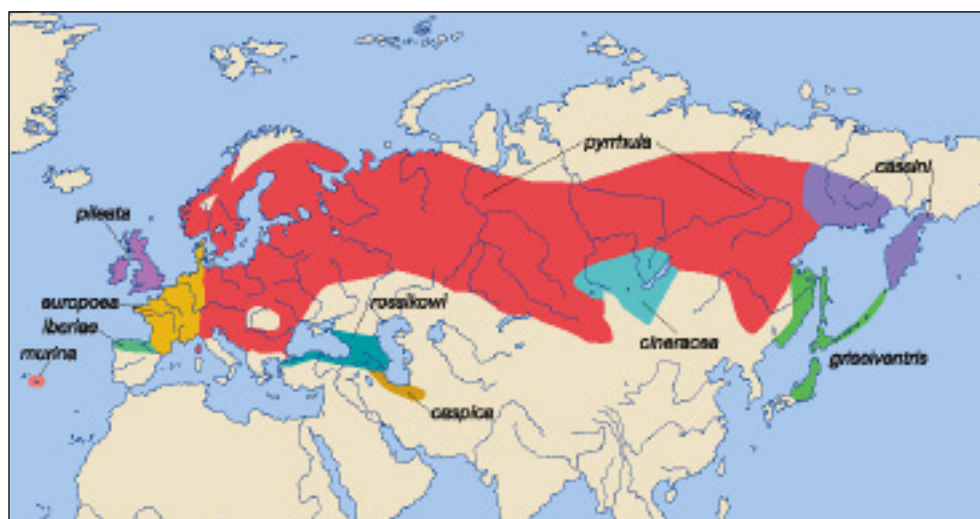 pyrrhula
cassini
pileata
europoea
iberiae
murina
rossikowi
caspica
cineracea
griseiventris